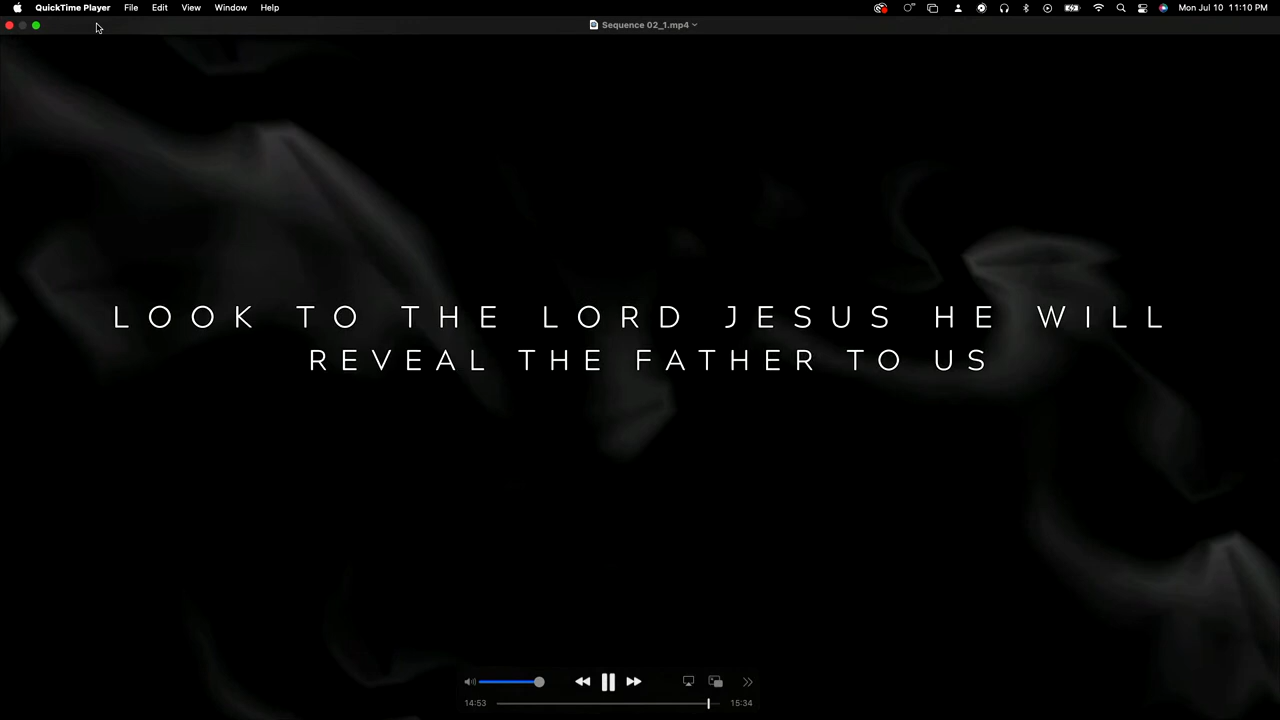 QuickTime Player File Edit View Window Help
Mon Jul 10 11:10 PM
Sequence 02_1.mp4
LOOK TO THE LORD JESUS HE WILL
REVEAL THE FATHER TO US
14:53
15:34